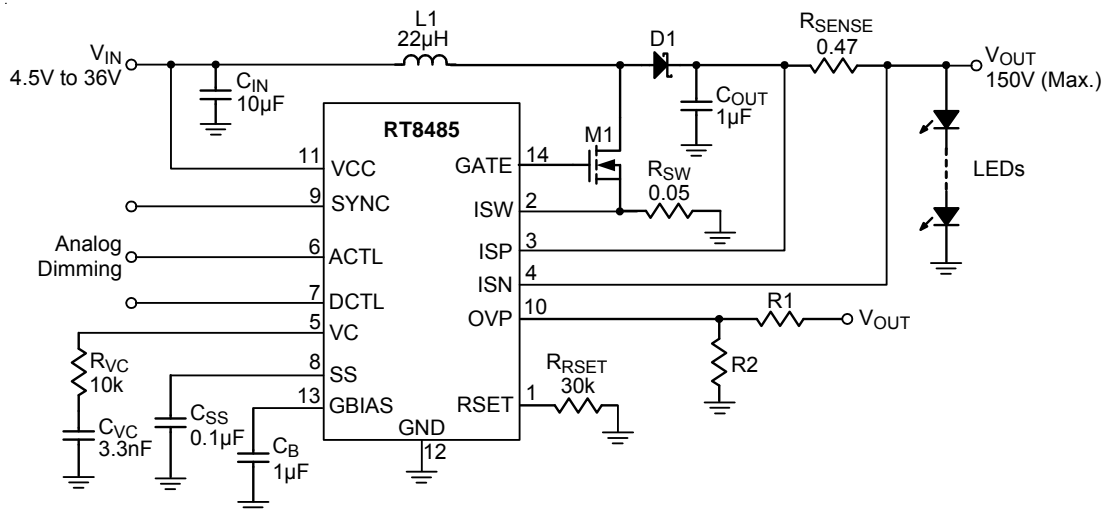 L1
22µH
D1
RSENSE
0.47
VIN
4.5V to 36V
VOUT
150V (Max.)
CIN
10µF
COUT
1µF
RT8485
M1
LEDs
11
VCC
GATE
14
RSW
0.05
9
SYNC
ISW
2
Analog
Dimming
6
ACTL
ISP
3
7
DCTL
ISN
4
5
VC
OVP
10
R1
VOUT
R2
RVC
10k
8
SS
RRSET
30k
13
GBIAS
RSET
1
CVC
3.3nF
CSS
0.1µF
CB
1µF
GND
12